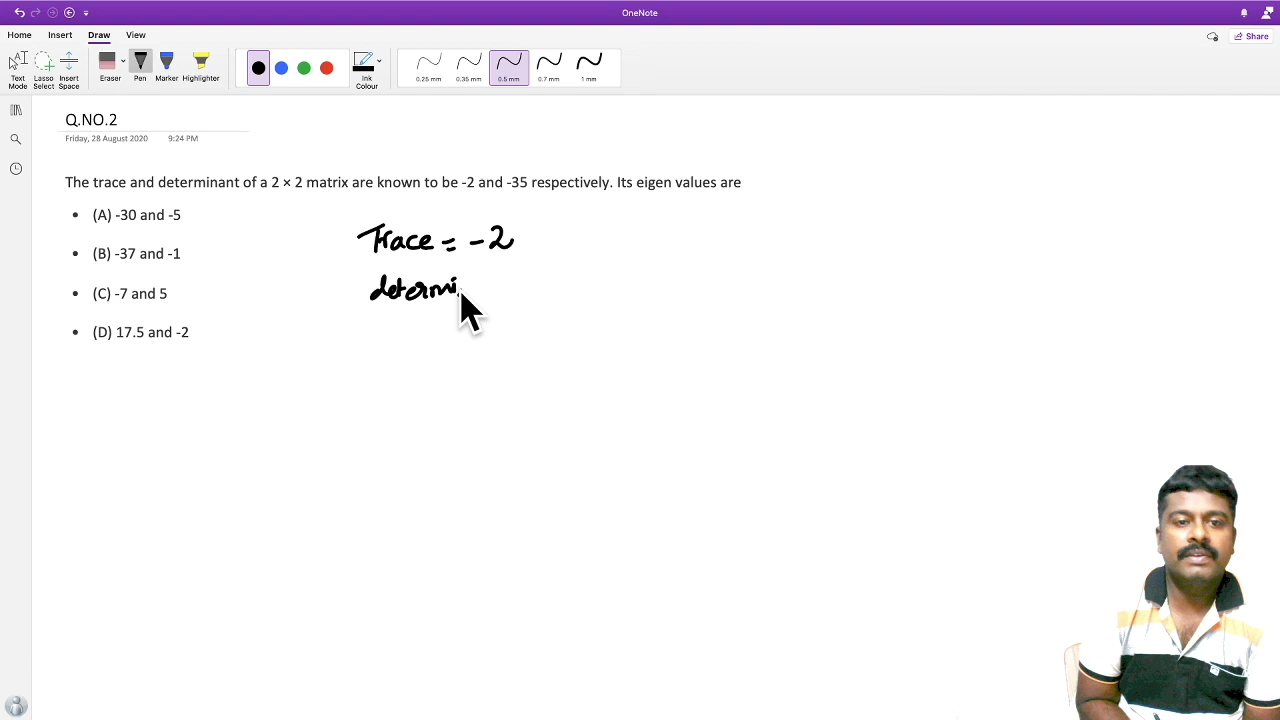 OneNote
Home Insert Draw View
Share
Text Mode
Lasso Select
Insert Space
Eraser
Pen
Marker
Highlighter
Ink Colour
0.25 mm
0.35 mm
0.5 mm
0.7 mm
1 mm
Q.NO.2
Friday, 28 August 2020 9:24 PM
The trace and determinant of a 2 × 2 matrix are known to be -2 and -35 respectively. Its eigen values are
• (A) -30 and -5
• (B) -37 and -1
• (C) -7 and 5
• (D) 17.5 and -2
Trace = -2
determi